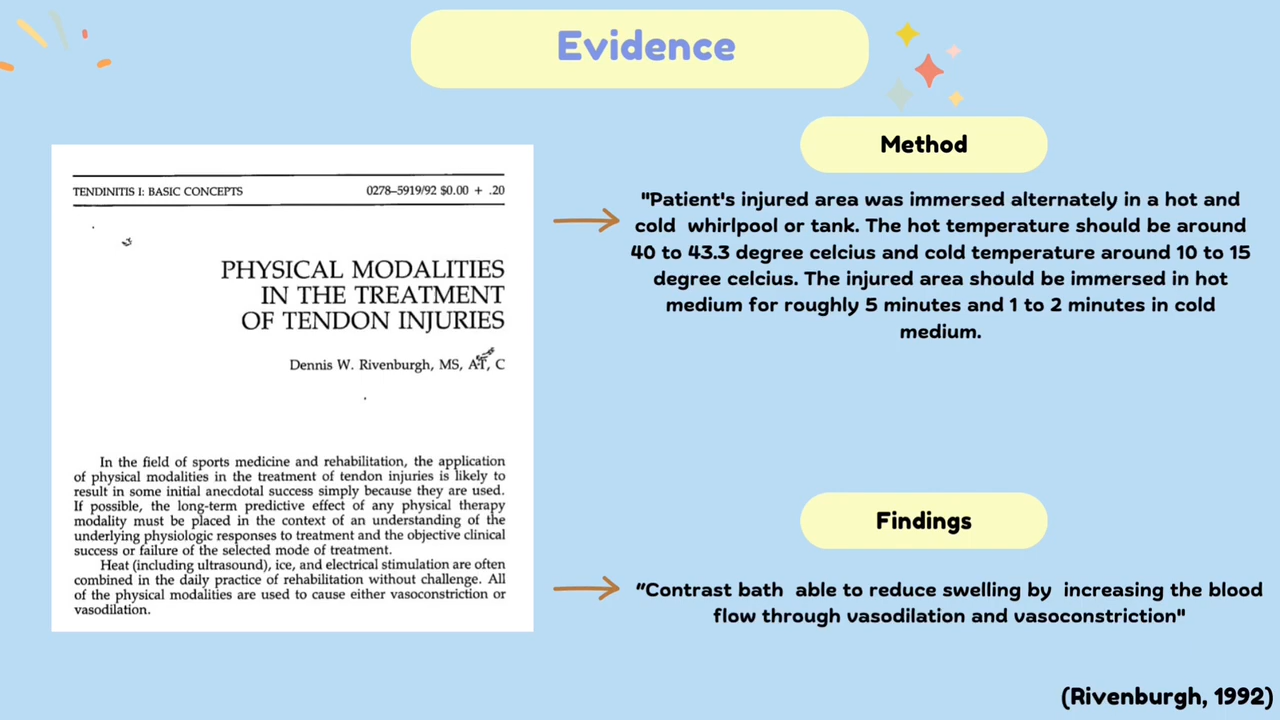 Evidence
TENDINITIS I: BASIC CONCEPTS 0278–5919/92 $0.00 + .20
PHYSICAL MODALITIES
IN THE TREATMENT
OF TENDON INJURIES
Dennis W. Rivenburgh, MS, AT, C
In the field of sports medicine and rehabilitation, the application
of physical modalities in the treatment of tendon injuries is likely to
result in some initial anecdotal success simply because they are used.
If possible, the long-term predictive effect of any physical therapy
modality must be placed in the context of an understanding of the
underlying physiologic responses to treatment and the objective clinical
success or failure of the selected mode of treatment.
Heat (including ultrasound), ice, and electrical stimulation are often
combined in the daily practice of rehabilitation without challenge. All
of the physical modalities are used to cause either vasoconstriction or
vasodilation.
Method
"Patient's injured area was immersed alternately in a hot and
cold whirlpool or tank. The hot temperature should be around
40 to 43.3 degree celcius and cold temperature around 10 to 15
degree celcius. The injured area should be immersed in hot
medium for roughly 5 minutes and 1 to 2 minutes in cold
medium.
Findings
"Contrast bath able to reduce swelling by increasing the blood
flow through vasodilation and vasoconstriction"
(Rivenburgh, 1992)